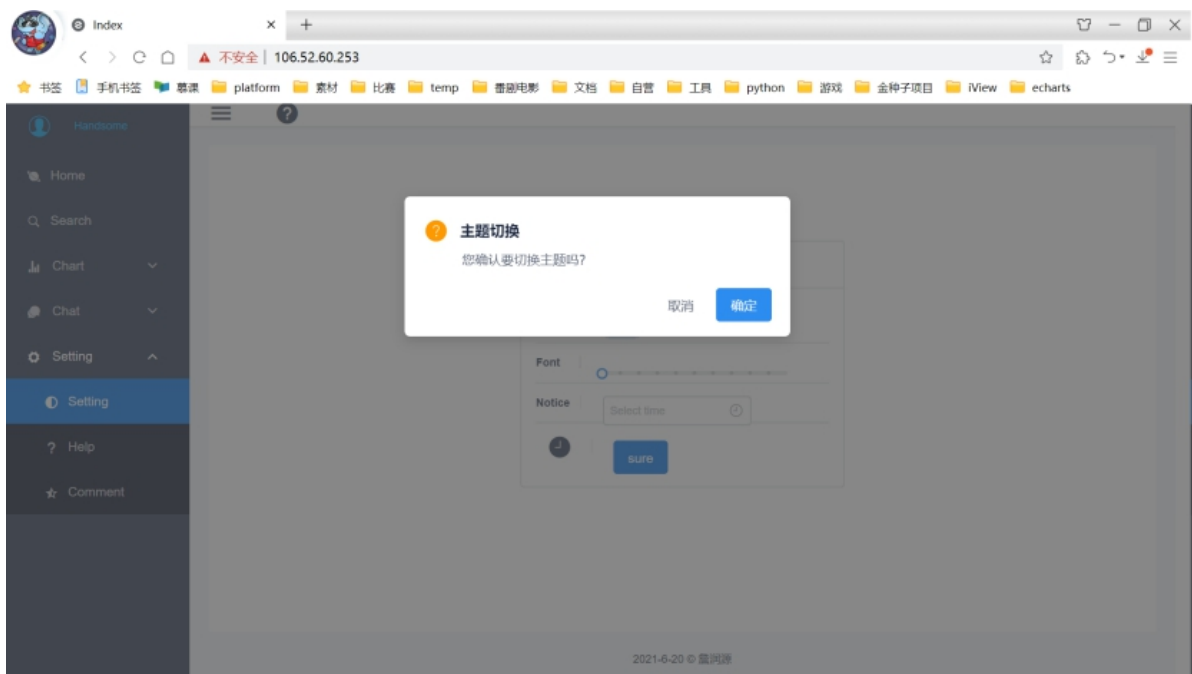 Index
不安全 106.52.60.253
书签 手机书签 慕课 platform 素材 比赛 temp 番剧电影 文档 自营 工具 python 游戏 金种子项目 iView echarts
Handsome
?
Home
Search
Chart
Chat
Setting
Setting
? Help
Comment
? 主题切换
您确认要切换主题吗?
取消 确定
Font
Notice Select time
sure
2021-6-20 © 詹润源